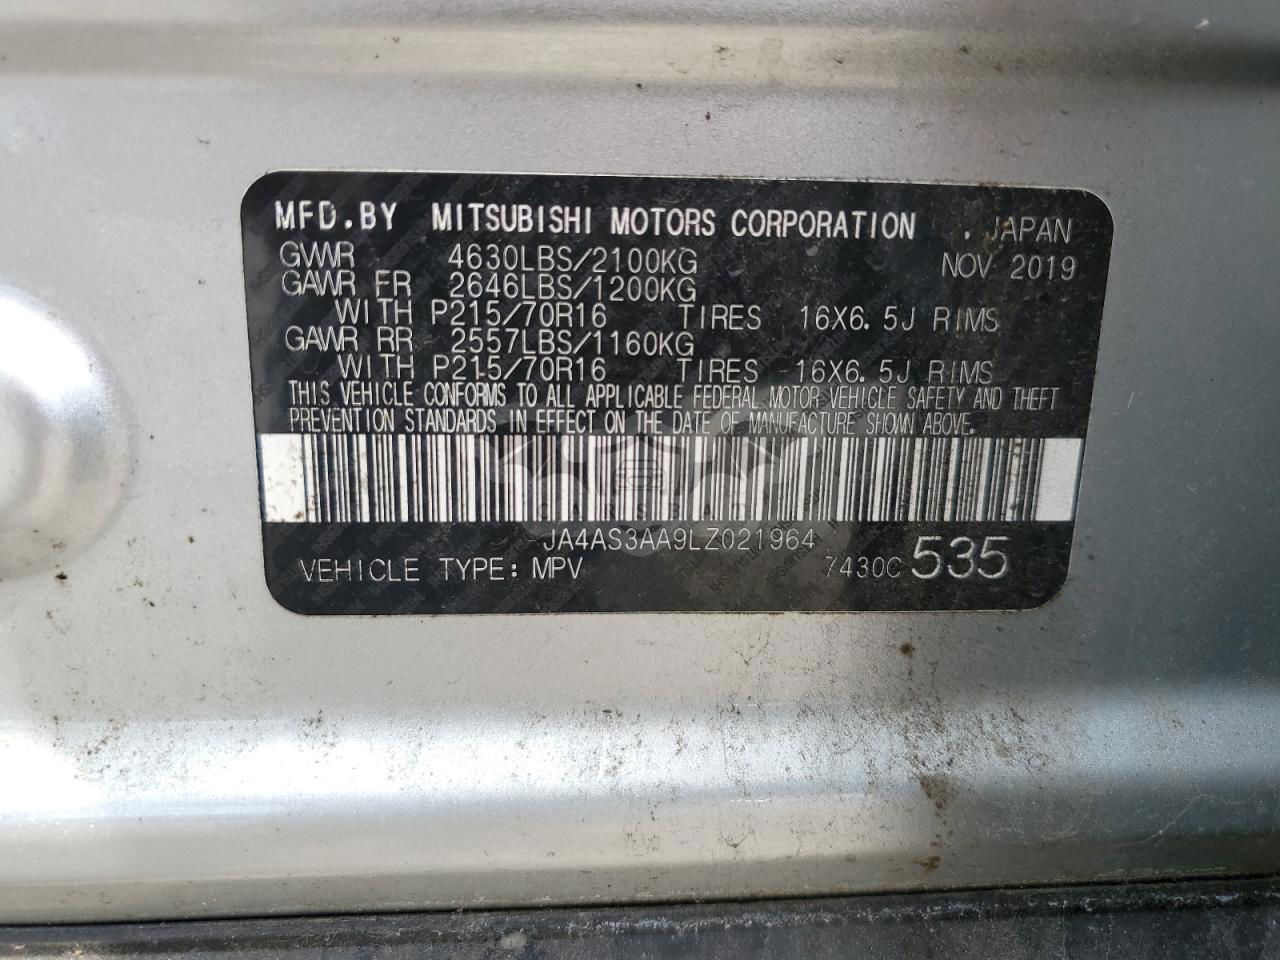 MFD.BY MITSUBISHI MOTORS CORPORATION . JAPAN
GVWR 4630LBS/2100KG NOV 2019
GAWR FR 2646LBS/1200KG
WITH P215/70R16 TIRES 16X6.5J RIMS
GAWR RR 2557LBS/1160KG
WITH P215/70R16 TIRES 16X6.5J RIMS
THIS VEHICLE CONFORMS TO ALL APPLICABLE FEDERAL MOTOR VEHICLE SAFETY AND THEFT
PREVENTION STANDARDS IN EFFECT ON THE DATE OF MANUFACTURE SHOWN ABOVE.
CARSBAC
JA4AS3AA9LZ021964
VEHICLE TYPE: MPV 7430C 535